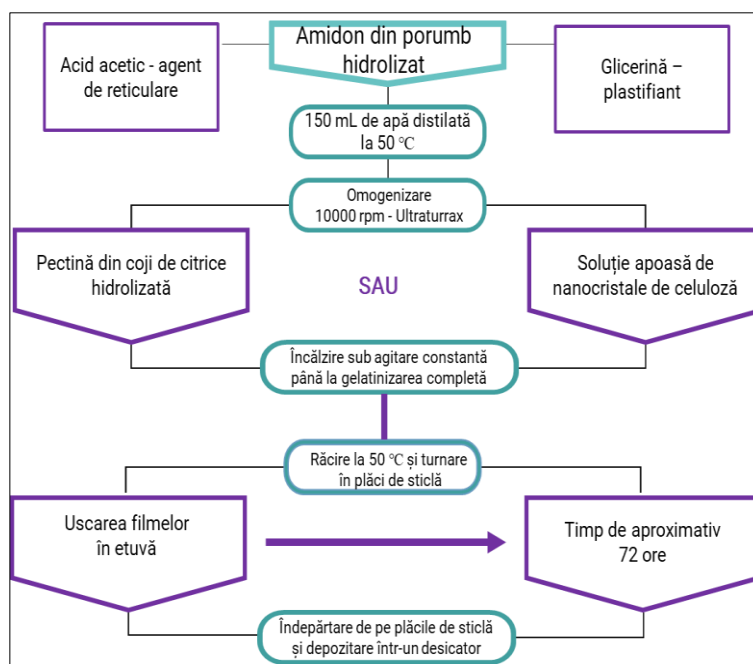 Acid acetic - agent
de reticulare
Amidon din porumb
hidrolizat
Glicerină –
plastifiant
150 mL de apă distilată
la 50 ℃
Omogenizare
10000 rpm - Ultraturrax
Pectină din coji de citrice
hidrolizată
SAU
Soluție apoasă de
nanocristale de celuloză
Încălzire sub agitare constantă
până la gelatinizarea completă
Răcire la 50 ℃ și turnare
în plăci de sticlă
Uscarea filmelor
în etuvă
Timp de aproximativ
72 ore
Îndepărtare de pe plăcile de sticlă
și depozitare într-un desicator